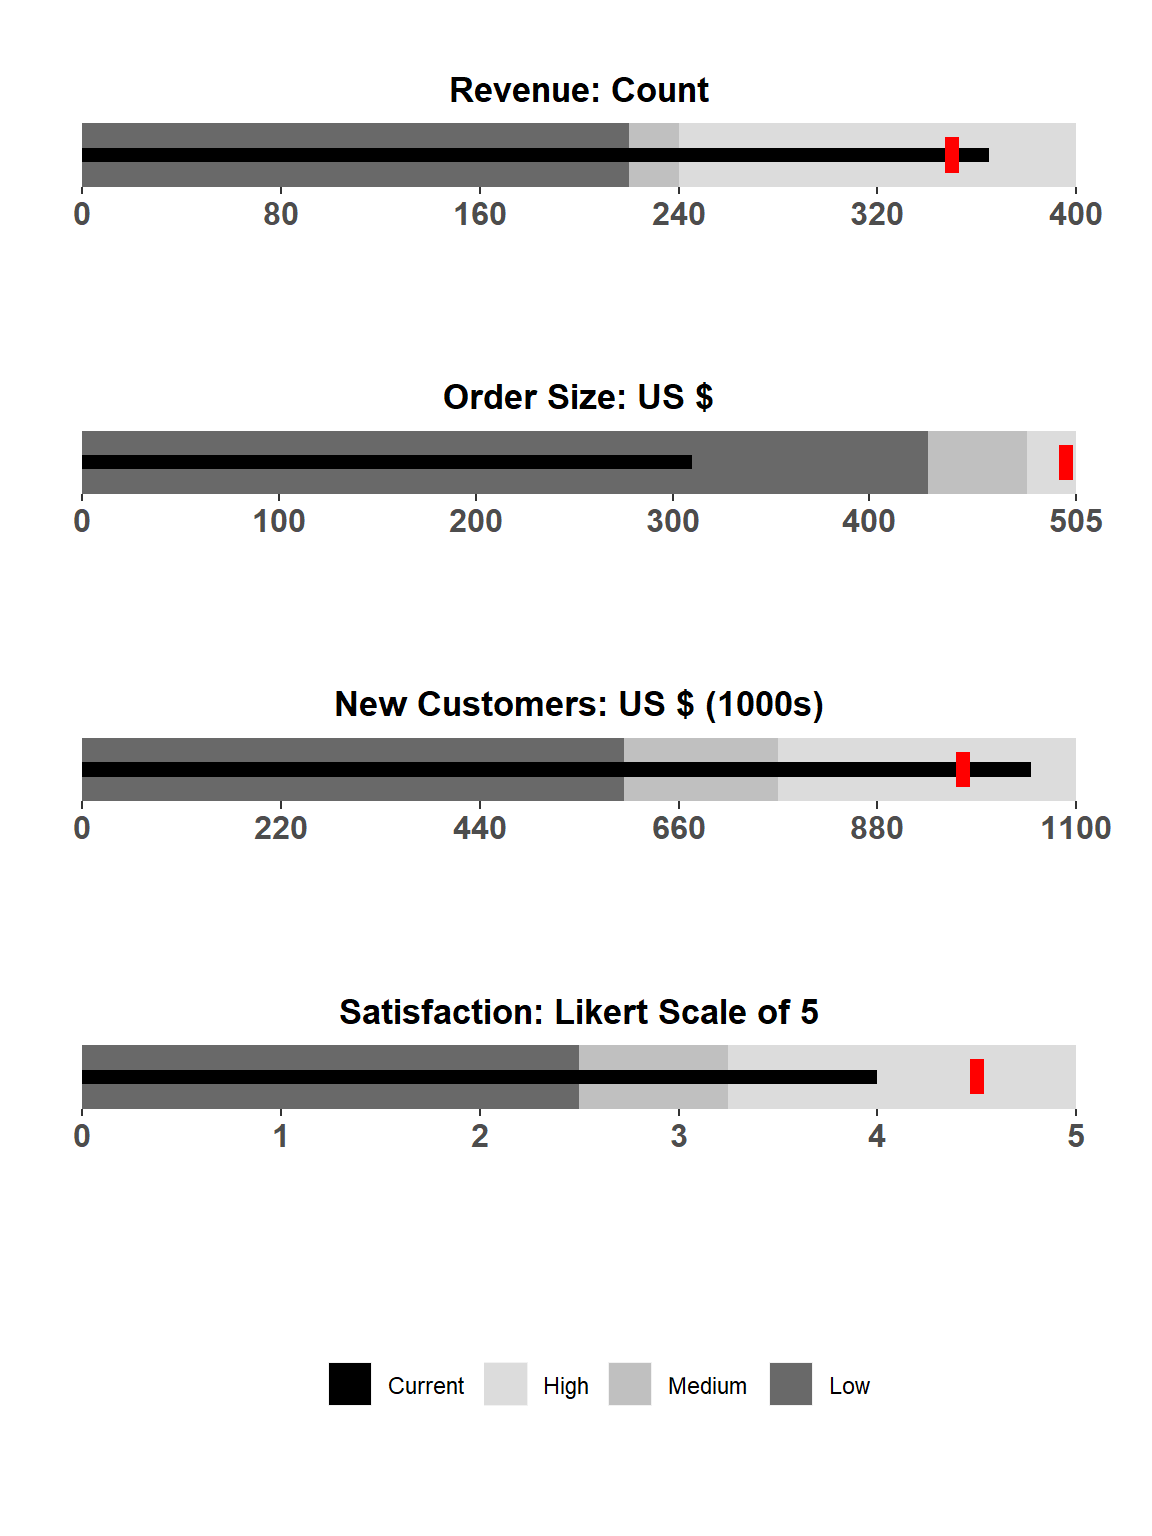 Revenue: Count
0 80 160 240 320 400
Order Size: US $
0 100 200 300 400 505
New Customers: US $ (1000s)
0 220 440 660 880 1100
Satisfaction: Likert Scale of 5
0 1 2 3 4 5
Current High Medium Low